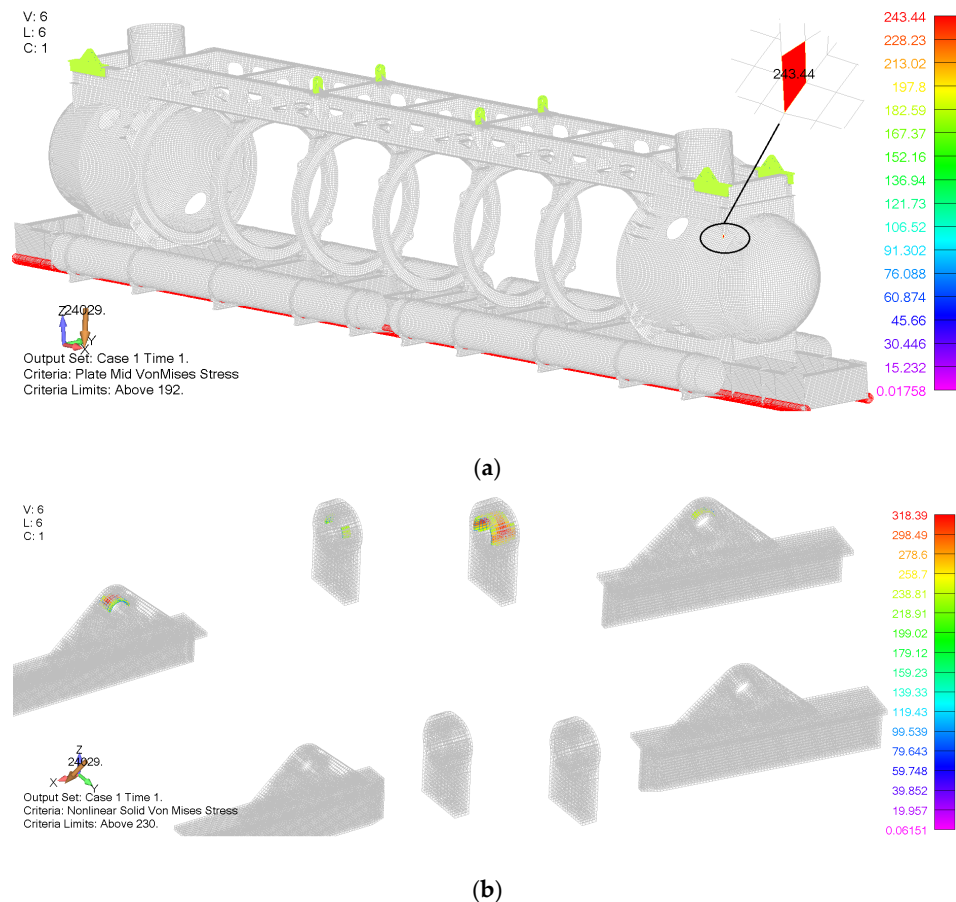 V: 6
L: 6
C: 1
243.44
243.44
228.23
213.02
197.8
182.59
167.37
152.16
136.94
121.73
106.52
91.302
76.088
60.874
45.66
30.446
15.232
0.01758
Z
24029.
Y
X
Output Set: Case 1 Time 1.
Criteria: Plate Mid VonMises Stress
Criteria Limits: Above 192.
(a)
V: 6
L: 6
C: 1
318.39
298.49
278.6
258.7
238.81
218.91
199.02
179.12
159.23
139.33
119.43
99.539
79.643
59.748
39.852
19.957
0.06151
Z
24029.
X
Y
Output Set: Case 1 Time 1.
Criteria: Nonlinear Solid Von Mises Stress
Criteria Limits: Above 230.
(b)